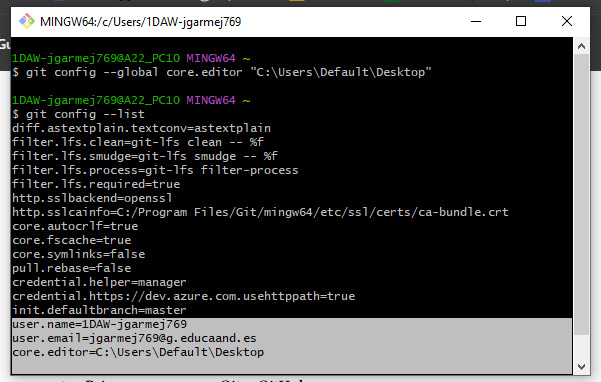 MINGW64:/c/Users/1DAW-jgarmej769
1DAW-jgarmej769@A22_PC10 MINGW64 ~
$ git config --global core.editor "C:\Users\Default\Desktop"
1DAW-jgarmej769@A22_PC10 MINGW64 ~
$ git config --list
diff.astextplain.textconv=astextplain
filter.lfs.clean=git-lfs clean -- %f
filter.lfs.smudge=git-lfs smudge -- %f
filter.lfs.process=git-lfs filter-process
filter.lfs.required=true
http.sslbackend=openssl
http.sslcainfo=C:/Program Files/Git/mingw64/etc/ssl/certs/ca-bundle.crt
core.autocrlf=true
core.fscache=true
core.symlinks=false
pull.rebase=false
credential.helper=manager
credential.https://dev.azure.com.usehttppath=true
init.defaultbranch=master
user.name=1DAW-jgarmej769
user.email=jgarmej769@g.educaand.es
core.editor=C:\Users\Default\Desktop